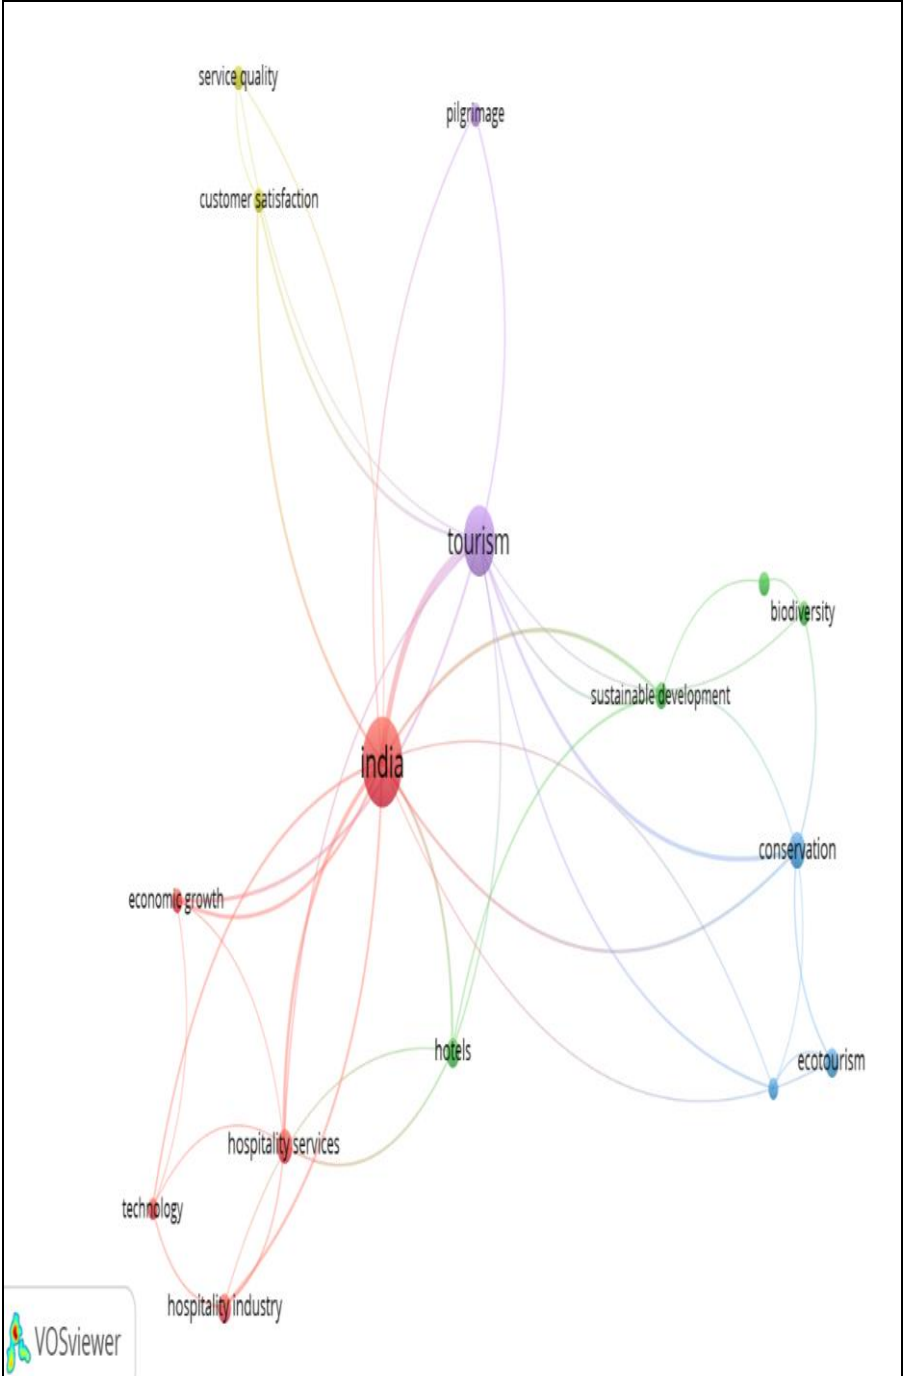 service quality
pilgrimage
customer satisfaction
tourism
biodiversity
sustainable development
india
conservation
economic growth
hotels
ecotourism
hospitality services
technology
hospitality industry
VOSviewer